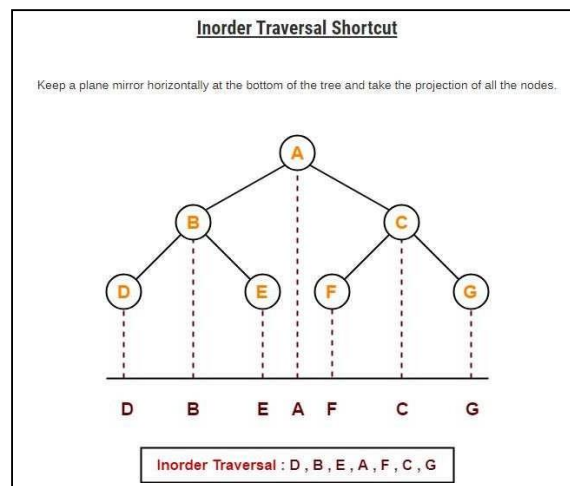 Inorder Traversal Shortcut
Keep a plane mirror horizontally at the bottom of the tree and take the projection of all the nodes.
A
B C
D E F G
D B E A F C G
Inorder Traversal : D , B , E , A , F , C , G